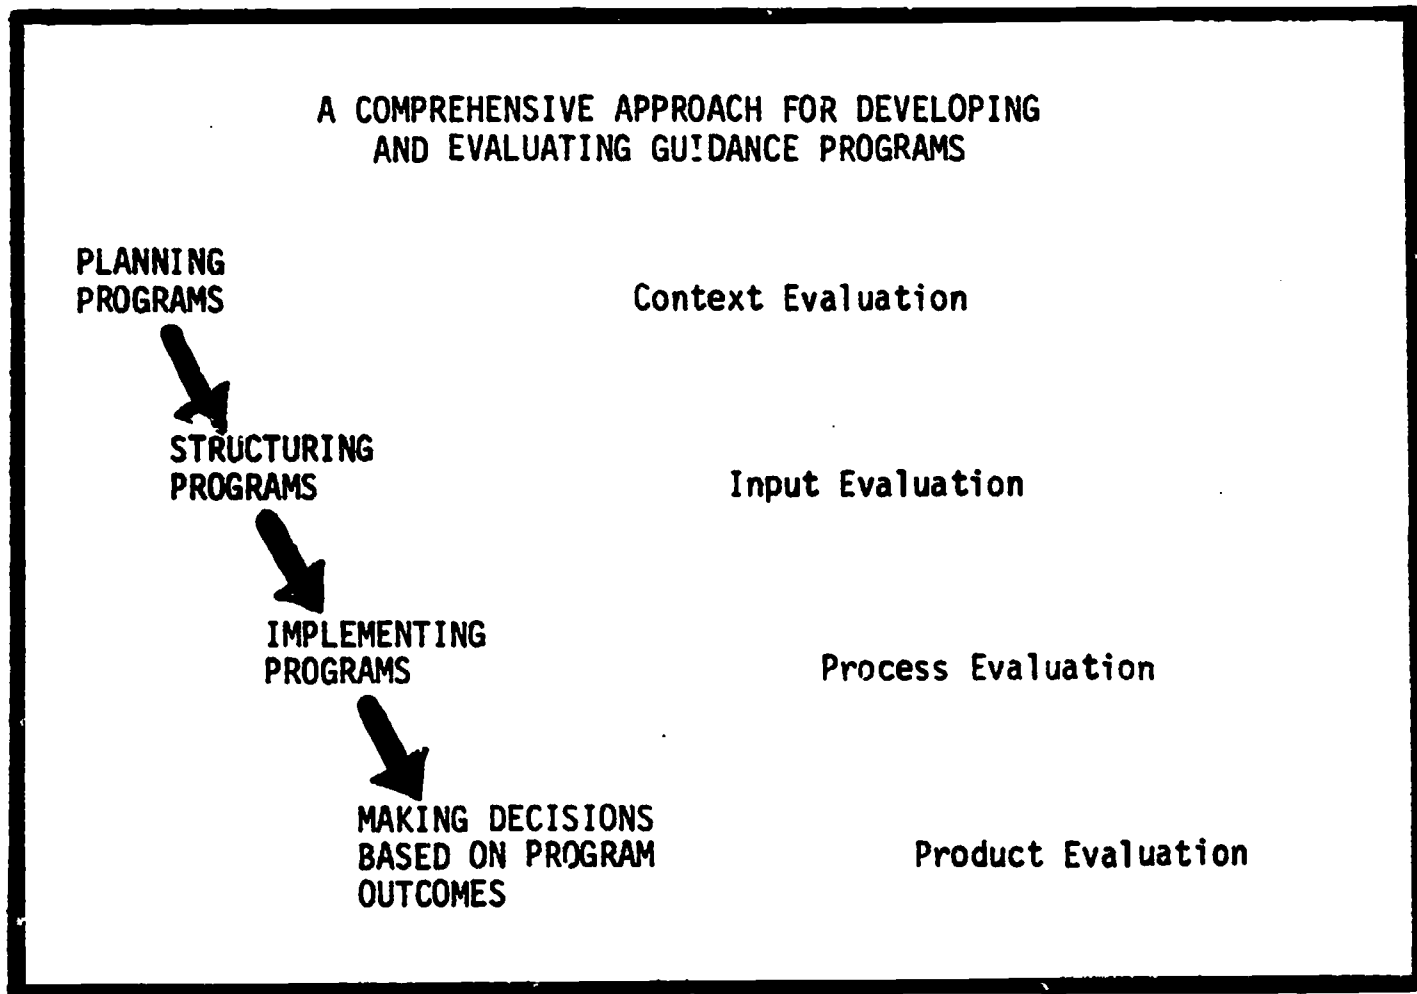 A COMPREHENSIVE APPROACH FOR DEVELOPING
AND EVALUATING GUIDANCE PROGRAMS
PLANNING
PROGRAMS
Context Evaluation
STRUCTURING
PROGRAMS
Input Evaluation
IMPLEMENTING
PROGRAMS
Process Evaluation
MAKING DECISIONS
BASED ON PROGRAM
OUTCOMES
Product Evaluation